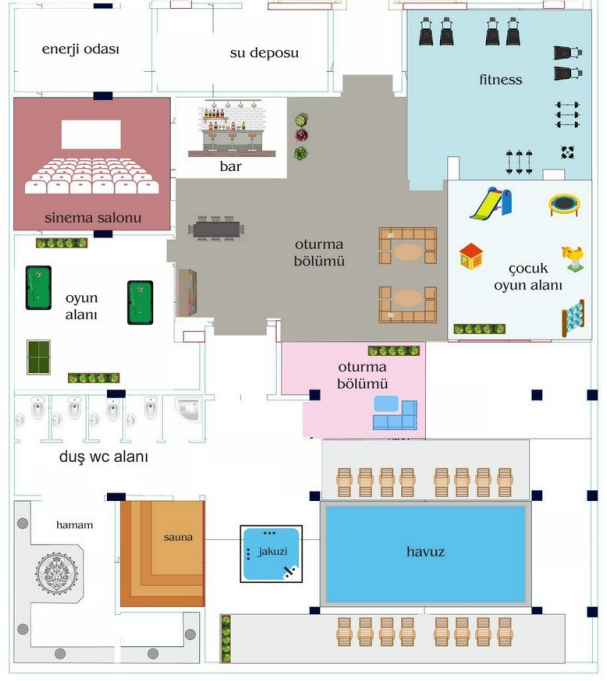 enerji odası
su deposu
fitness
bar
sinema salonu
oturma
bölümü
çocuk
oyun alanı
oyun
alanı
oturma
bölümü
duş wc alanı
hamam
sauna
jakuzi
havuz